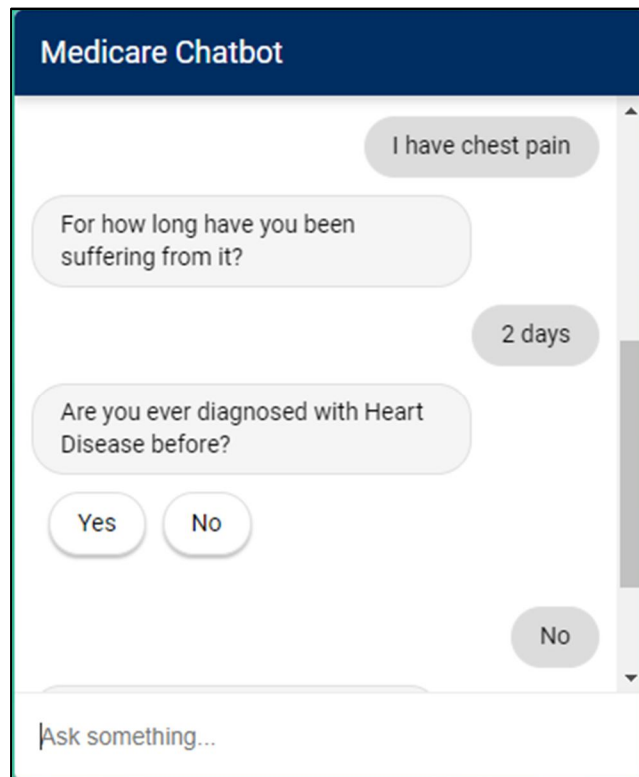 Medicare Chatbot
I have chest pain
For how long have you been
suffering from it?
2 days
Are you ever diagnosed with Heart
Disease before?
Yes No
No
Ask something...